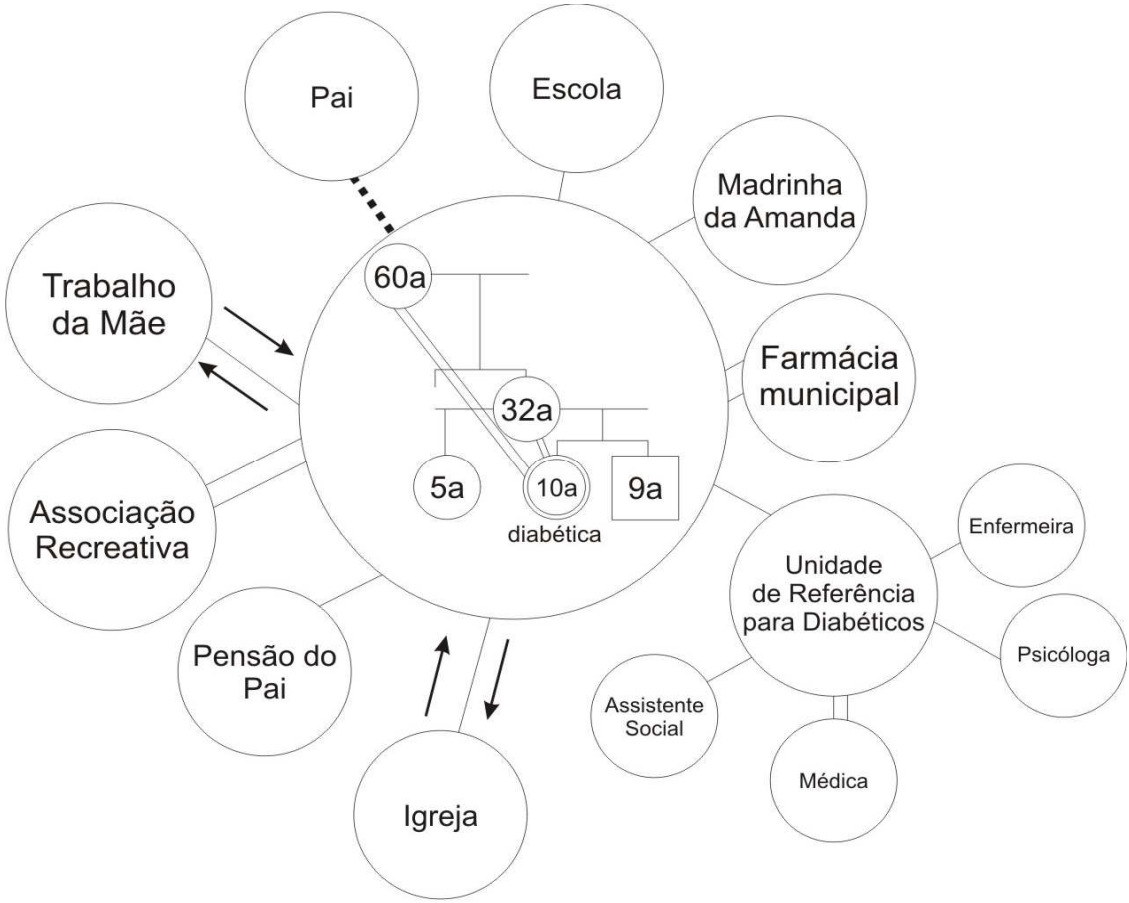 Pai
Escola
Madrinha
da Amanda
Trabalho
da Mãe
60a
Farmácia
municipal
32a
5a
10a
9a
diabética
Associação
Recreativa
Enfermeira
Unidade
de Referência
para Diabéticos
Psicóloga
Pensão do
Pai
Assistente
Social
Médica
Igreja